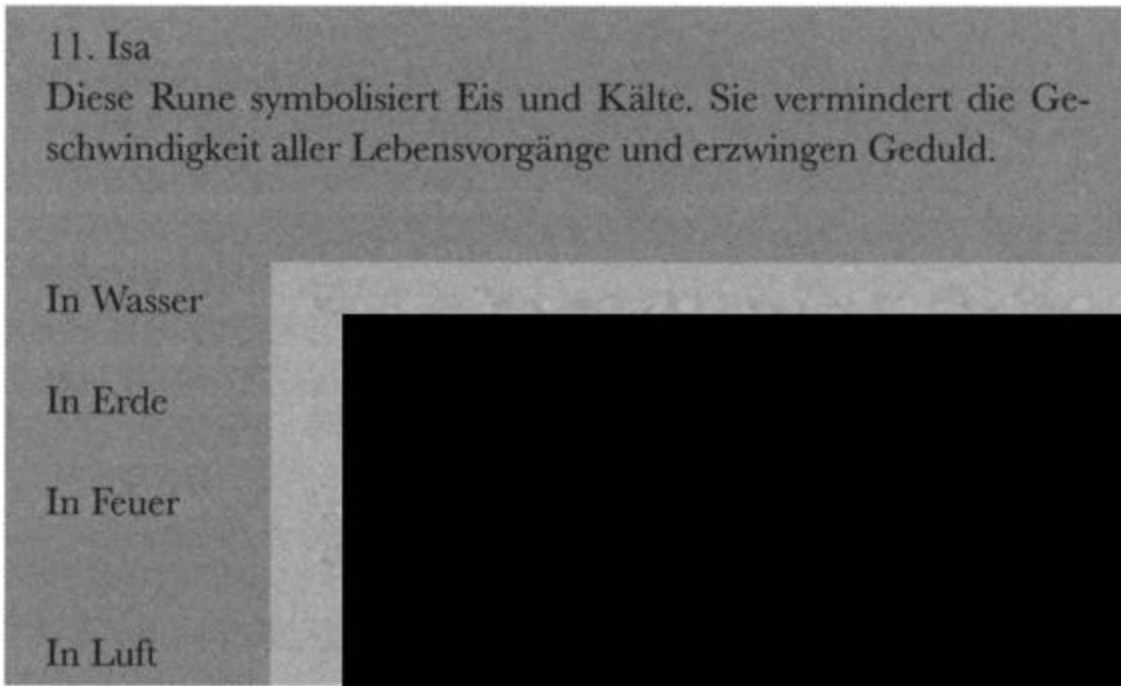 11. Isa
Diese Rune symbolisiert Eis und Kälte. Sie vermindert die Ge-
schwindigkeit aller Lebensvorgänge und erzwingen Geduld.
In Wasser
In Erde
In Feuer
In Luft